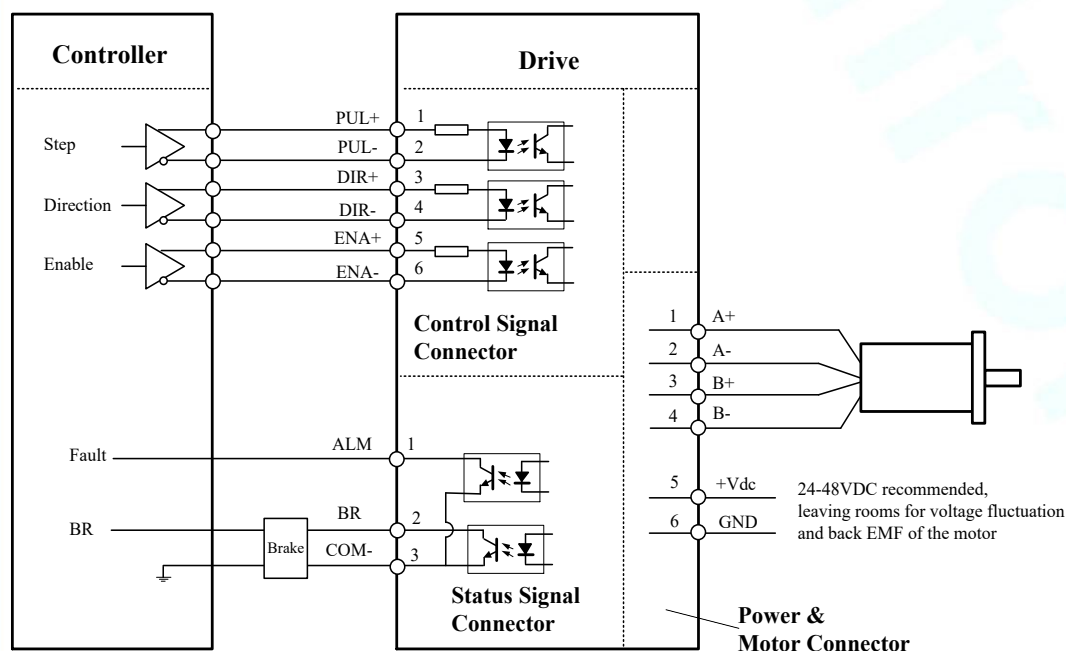 Controller
Drive
Step
PUL+
1
PUL-
2
Direction
DIR+
3
DIR-
4
Enable
ENA+
5
ENA-
6
Control Signal
Connector
1
A+
2
A-
3
B+
4
B-
Fault
ALM
1
BR
BR
2
Brake
COM-
3
5
+Vdc
6
GND
24-48VDC recommended,
leaving rooms for voltage fluctuation
and back EMF of the motor
Status Signal
Connector
Power &
Motor Connector